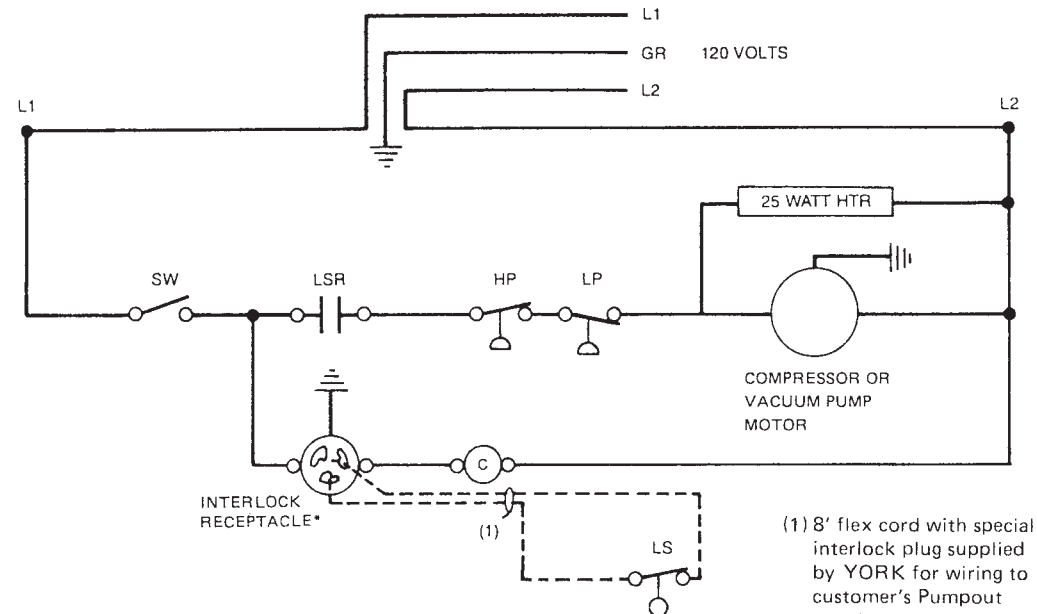 L1
GR 120 VOLTS
L2
L1
L2
25 WATT HTR
SW
LSR
HP
LP
COMPRESSOR OR
VACUUM PUMP
MOTOR
C
INTERLOCK
RECEPTACLE*
(1)
LS
(1) 8' flex cord with special
interlock plug supplied
by YORK for wiring to
customer's Pumpout